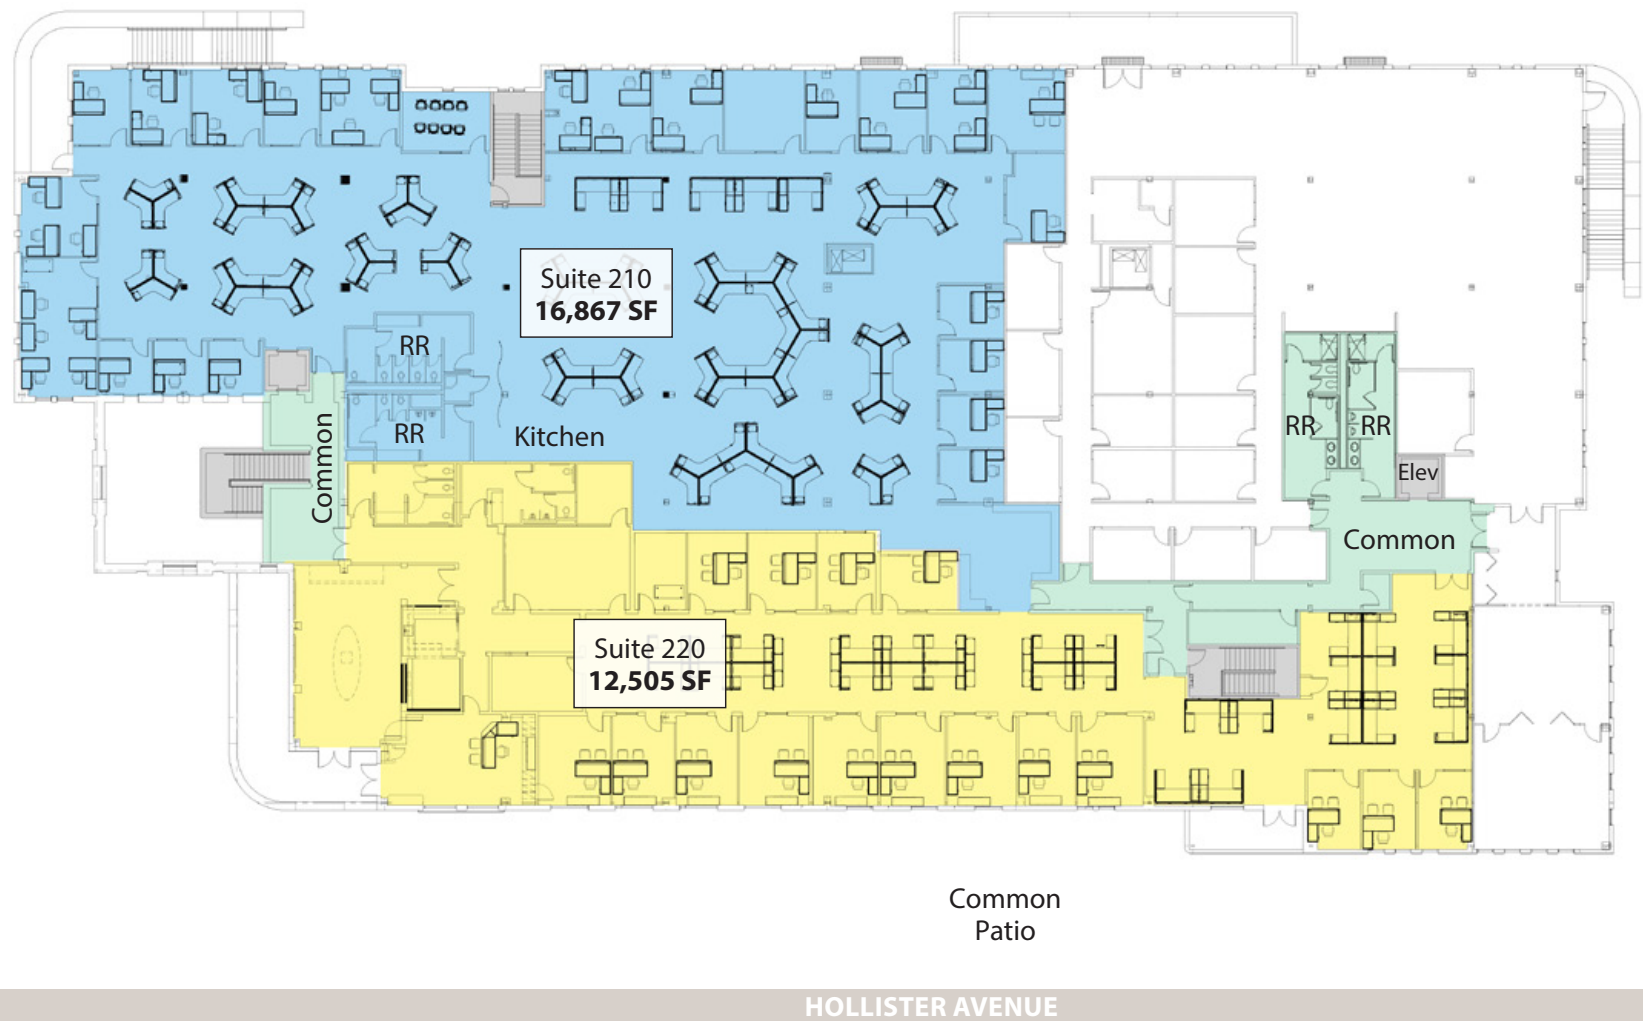 Suite 210
16,867 SF
RR
RR
Kitchen
Common
RR
RR
Elev
Common
Suite 220
12,505 SF
Common
Patio
HOLLISTER AVENUE